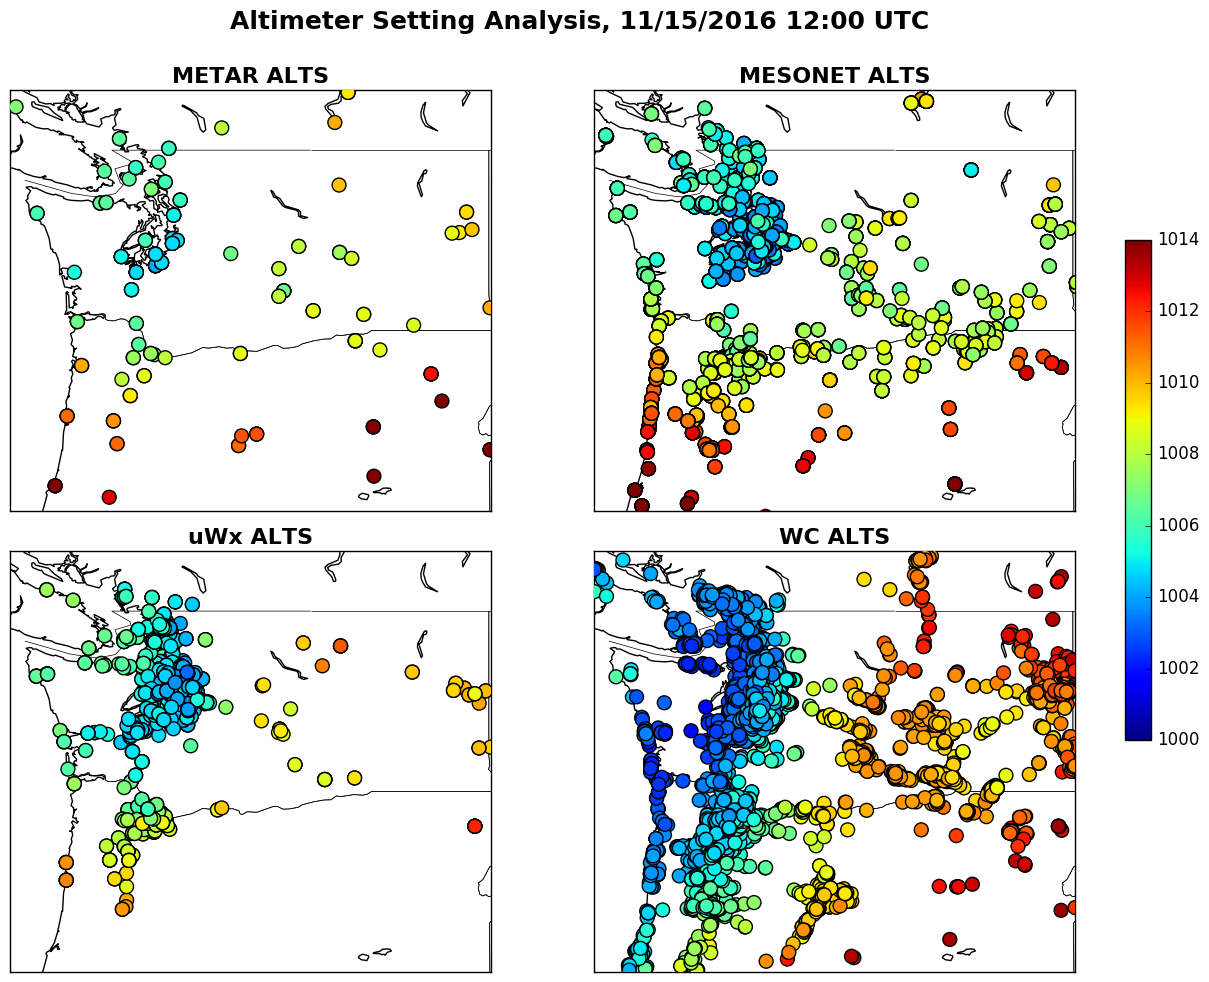 Altimeter Setting Analysis, 11/15/2016 12:00 UTC
METAR ALTS
MESONET ALTS
uWx ALTS
WC ALTS
1014
1012
1010
1008
1006
1004
1002
1000